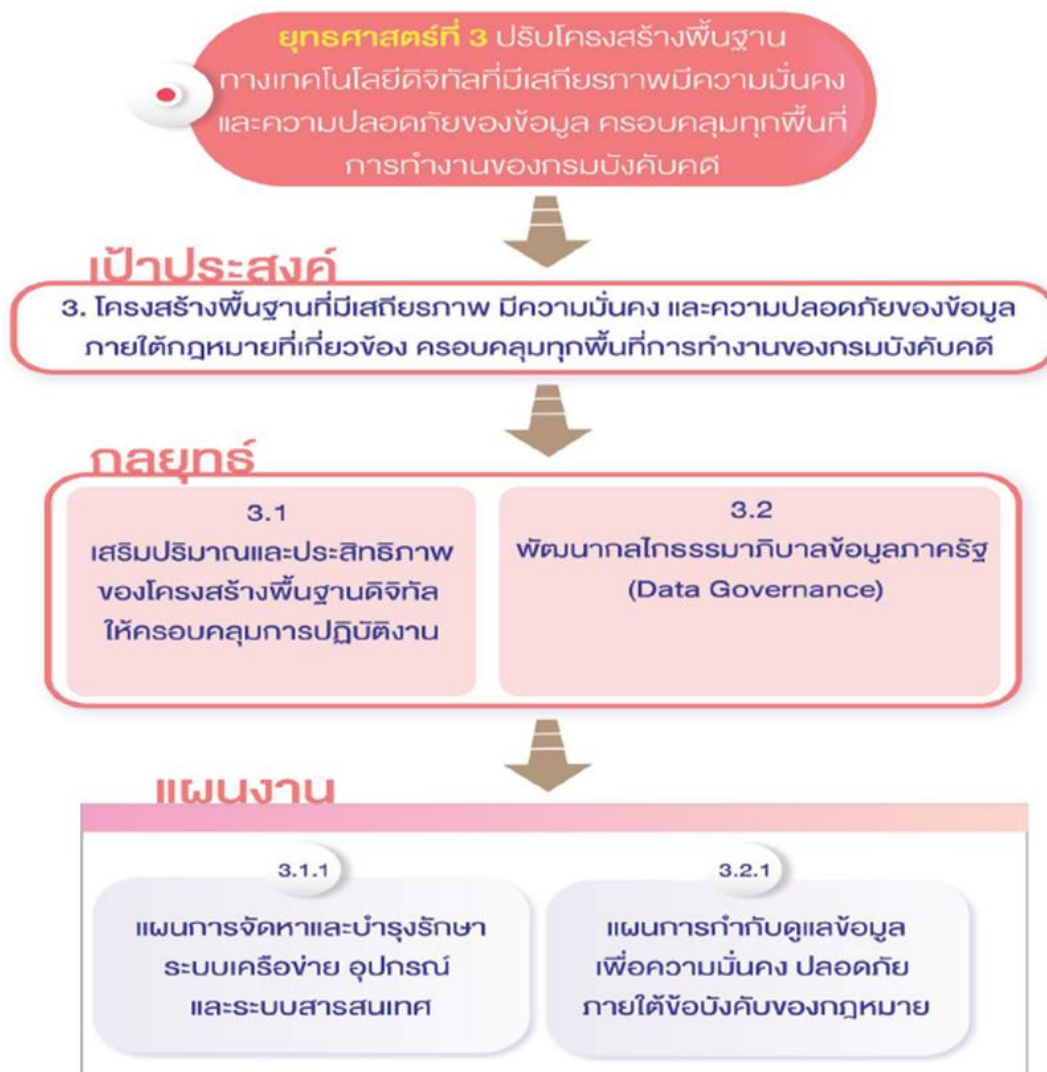 ยุทธศาสตร์ที่ 3 ปรับโครงสร้างพื้นฐาน
ทางเทคโนโลยีดิจิทัลที่มีเสถียรภาพมีความมั่นคง
และความปลอดภัยของข้อมูล ครอบคลุมทุกพื้นที่
การทำงานของกรมบังคับคดี
เป้าประสงค์
3. โครงสร้างพื้นฐานที่มีเสถียรภาพ มีความมั่นคง และความปลอดภัยของข้อมูล
ภายใต้กฎหมายที่เกี่ยวข้อง ครอบคลุมทุกพื้นที่การทำงานของกรมบังคับคดี
กลยุทธ์
3.1
เสริมปริมาณและประสิทธิภาพ
ของโครงสร้างพื้นฐานดิจิทัล
ให้ครอบคลุมการปฏิบัติงาน
3.2
พัฒนากลไกธรรมาภิบาลข้อมูลภาครัฐ
(Data Governance)
แผนงาน
3.1.1
แผนการจัดหาและบำรุงรักษา
ระบบเครือข่าย อุปกรณ์
และระบบสารสนเทศ
3.2.1
แผนการกำกับดูแลข้อมูล
เพื่อความมั่นคง ปลอดภัย
ภายใต้ข้อบังคับของกฎหมาย